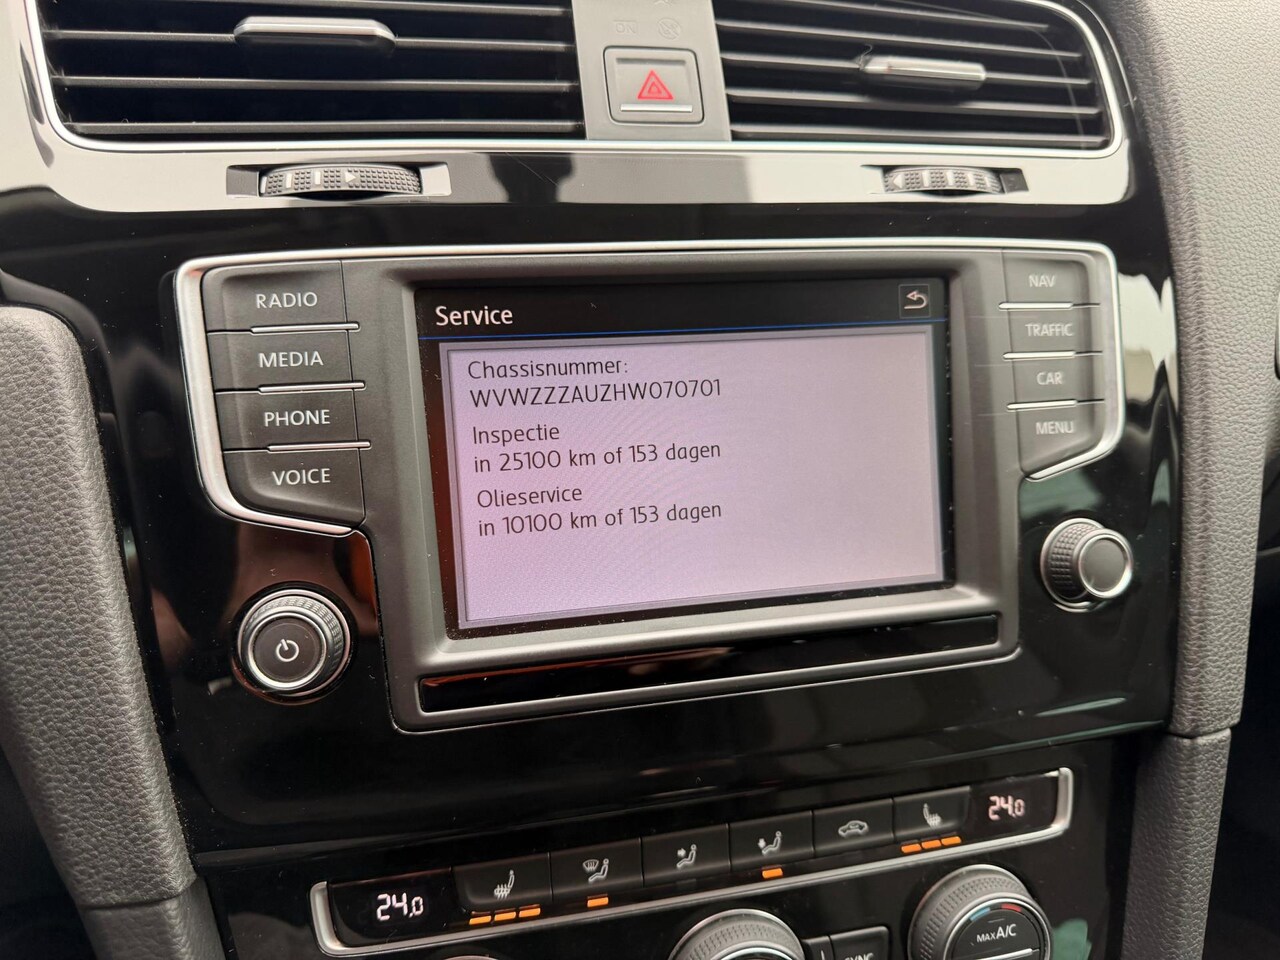 RADIO
MEDIA
PHONE
VOICE
Service
Chassisnummer:
WVWZZZAUZHW070701
Inspectie
in 25100 km of 153 dagen
Olieservice
in 10100 km of 153 dagen
NAV
TRAFFIC
CAR
MENU
24.0
24.0
MAX A/C
SYNC